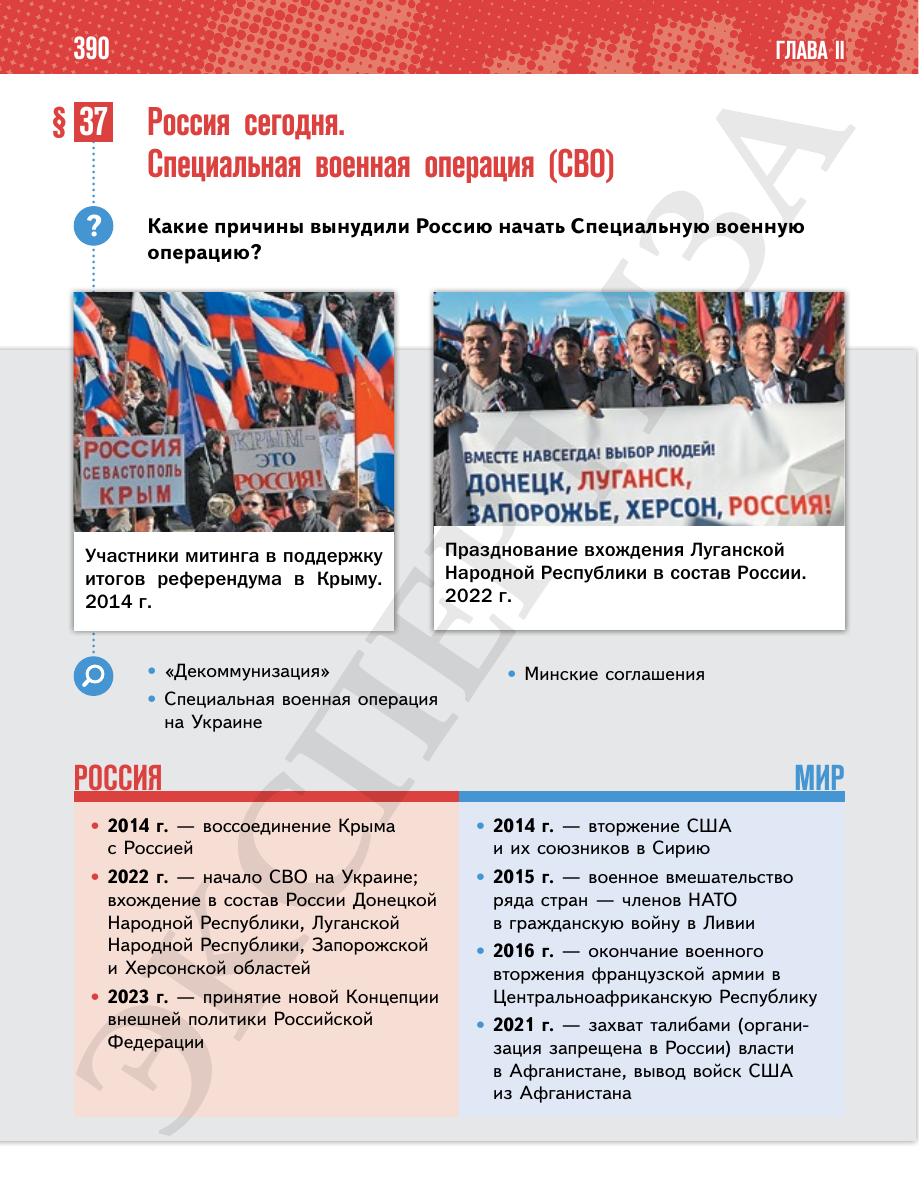 390
ГЛАВА II
§ 37
Россия сегодня.
Специальная военная операция (СВО)
?
Какие причины вынудили Россию начать Специальную военную
операцию?
РОССИЯ
СЕВАСТОПОЛЬ
КРЫМ
КРЫМ-
ЭТО
РОССИЯ!
ВМЕСТЕ НАВСЕГДА! ВЫБОР ЛЮДЕЙ!
ДОНЕЦК, ЛУГАНСК,
ЗАПОРОЖЬЕ, ХЕРСОН, РОССИЯ!
Участники митинга в поддержку
итогов референдума в Крыму.
2014 г.
Празднование вхождения Луганской
Народной Республики в состав России.
2022 г.
• «Декоммунизация»
• Специальная военная операция
на Украине
• Минские соглашения
РОССИЯ
• 2014 г. — воссоединение Крыма
с Россией
• 2022 г. — начало СВО на Украине;
вхождение в состав России Донецкой
Народной Республики, Луганской
Народной Республики, Запорожской
и Херсонской областей
• 2023 г. — принятие новой Концепции
внешней политики Российской
Федерации
МИР
• 2014 г. — вторжение США
и их союзников в Сирию
• 2015 г. — военное вмешательство
ряда стран — членов НАТО
в гражданскую войну в Ливии
• 2016 г. — окончание военного
вторжения французской армии в
Центральноафриканскую Республику
• 2021 г. — захват талибами (органи-
зация запрещена в России) власти
в Афганистане, вывод войск США
из Афганистана
ЭКСПЕРТИЗА